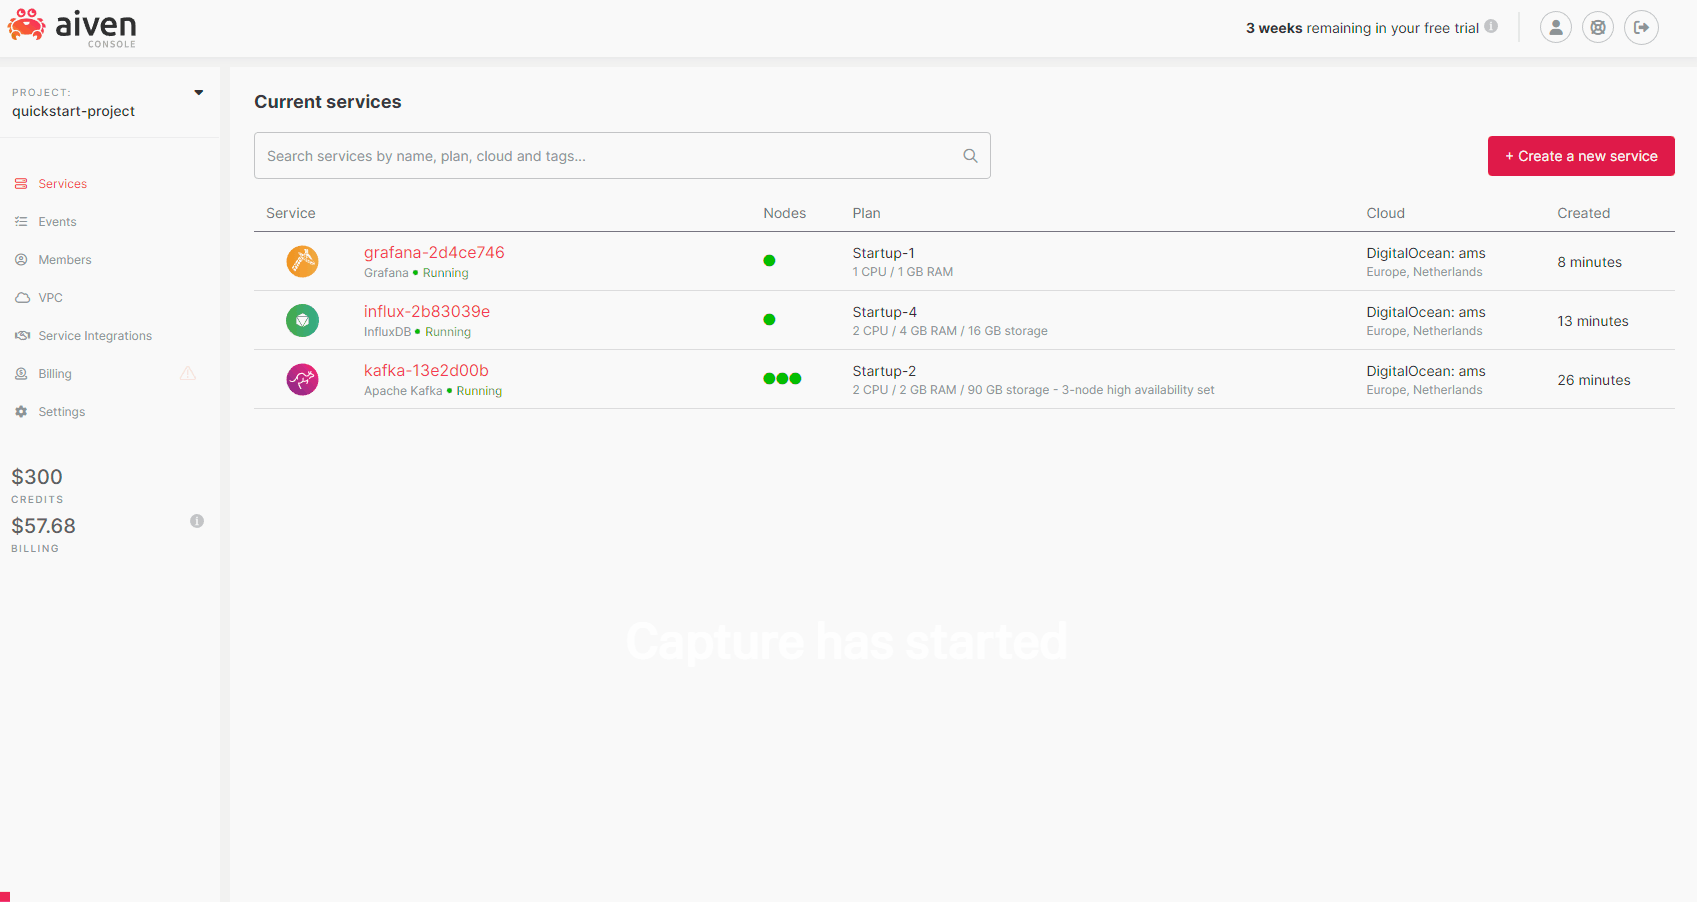 aiven
CONSOLE
3 weeks remaining in your free trial
PROJECT:
quickstart-project
Services
Events
Members
VPC
Service Integrations
Billing
Settings
$300
CREDITS
$57.68
BILLING
Current services
Search services by name, plan, cloud and tags...
+ Create a new service
Service Nodes Plan Cloud Created
grafana-2d4ce746 Startup-1 DigitalOcean: ams 8 minutes
Grafana • Running 1 CPU / 1 GB RAM Europe, Netherlands
influx-2b83039e Startup-4 DigitalOcean: ams 13 minutes
InfluxDB • Running 2 CPU / 4 GB RAM / 16 GB storage Europe, Netherlands
kafka-13e2d00b Startup-2 DigitalOcean: ams 26 minutes
Apache Kafka • Running 2 CPU / 2 GB RAM / 90 GB storage - 3-node high availability set Europe, Netherlands
Capture has started